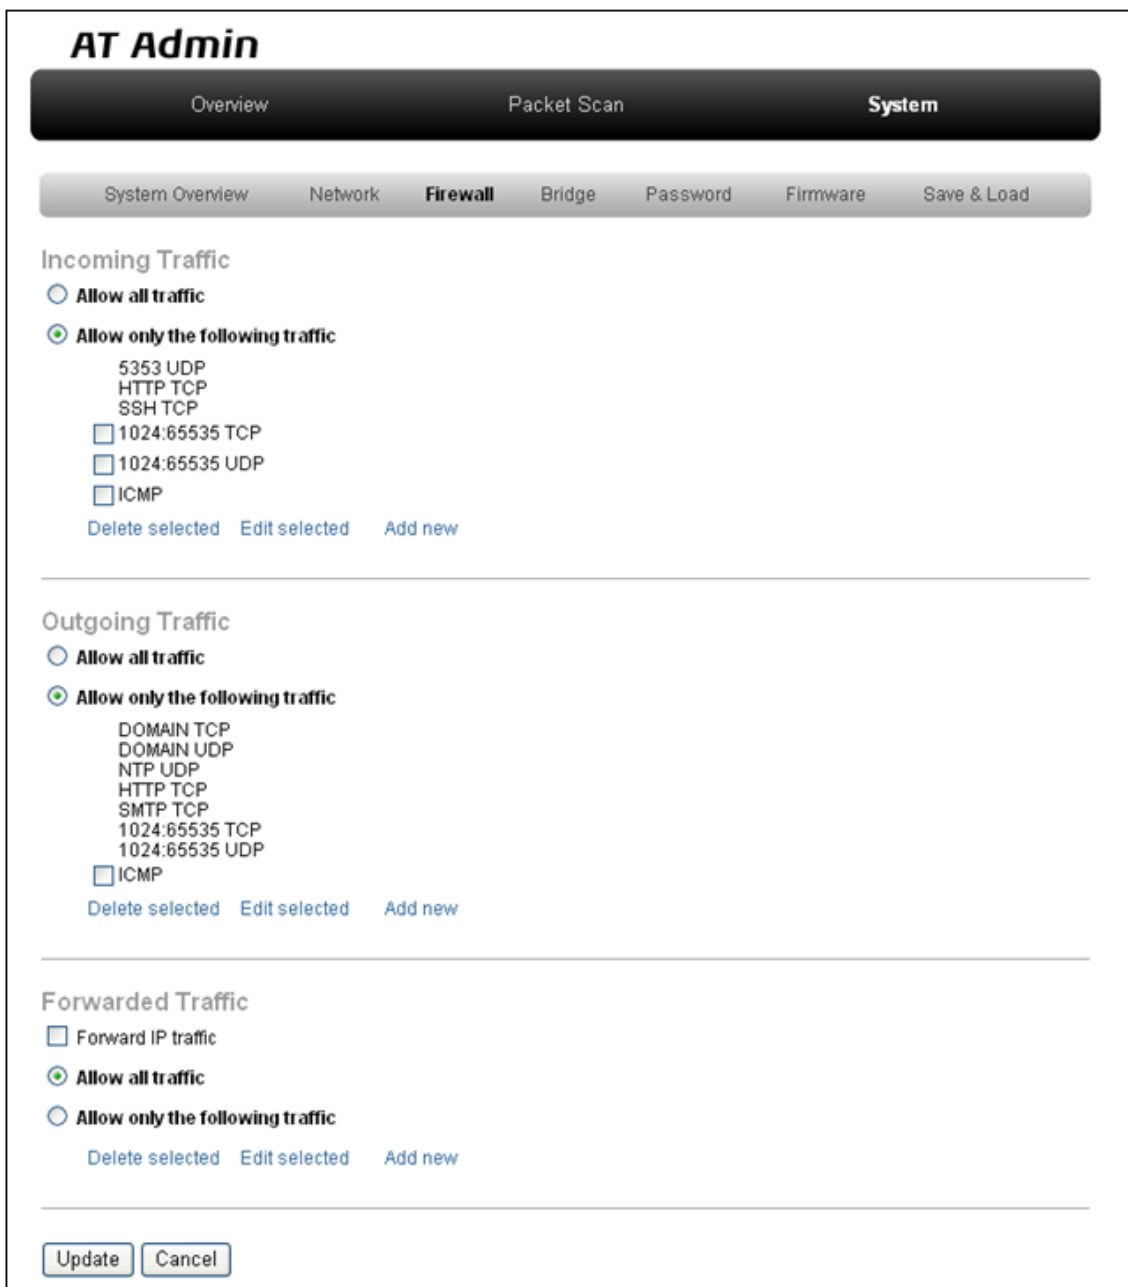 AT Admin
Overview Packet Scan System
System Overview Network Firewall Bridge Password Firmware Save & Load
Incoming Traffic
Allow all traffic
Allow only the following traffic
5353 UDP
HTTP TCP
SSH TCP
1024:65535 TCP
1024:65535 UDP
ICMP
Delete selected Edit selected Add new
Outgoing Traffic
Allow all traffic
Allow only the following traffic
DOMAIN TCP
DOMAIN UDP
NTP UDP
HTTP TCP
SMTP TCP
1024:65535 TCP
1024:65535 UDP
ICMP
Delete selected Edit selected Add new
Forwarded Traffic
Forward IP traffic
Allow all traffic
Allow only the following traffic
Delete selected Edit selected Add new
Update Cancel